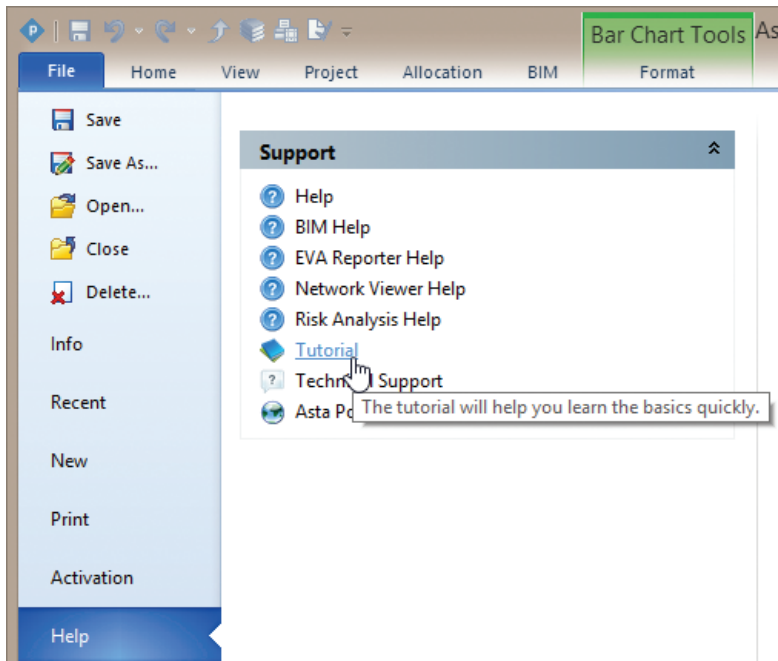 Bar Chart Tools As
File Home View Project Allocation BIM Format
Save
Save As...
Open...
Close
Delete...
Info
Recent
New
Print
Activation
Help
Support
Help
BIM Help
EVA Reporter Help
Network Viewer Help
Risk Analysis Help
Tutorial
Support
Asta
The tutorial will help you learn the basics quickly.